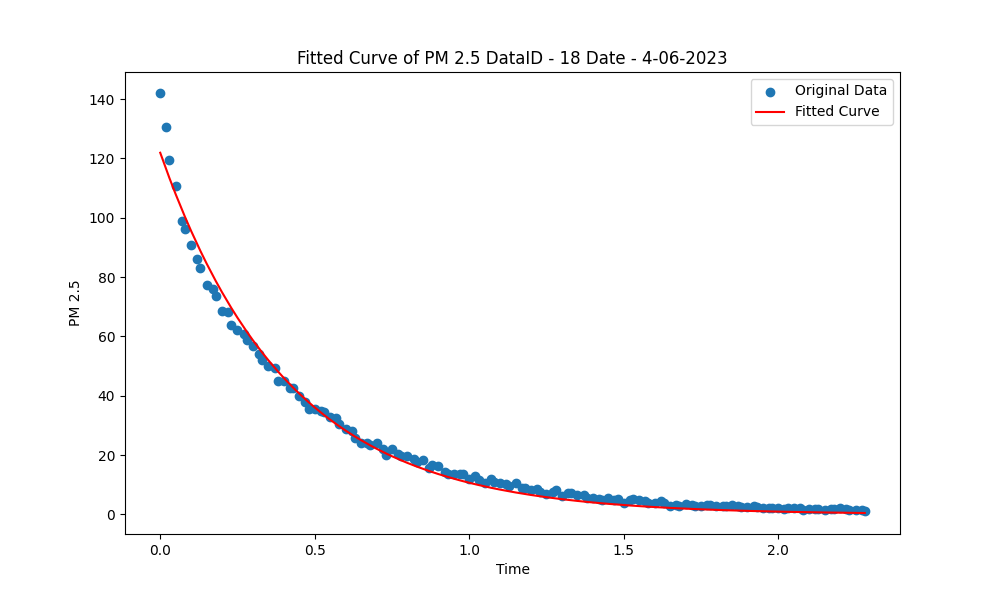 Fitted Curve of PM 2.5 DataID - 18 Date - 4-06-2023
Original Data
Fitted Curve
PM 2.5
140
120
100
80
60
40
20
0
0.0 0.5 1.0 1.5 2.0
Time